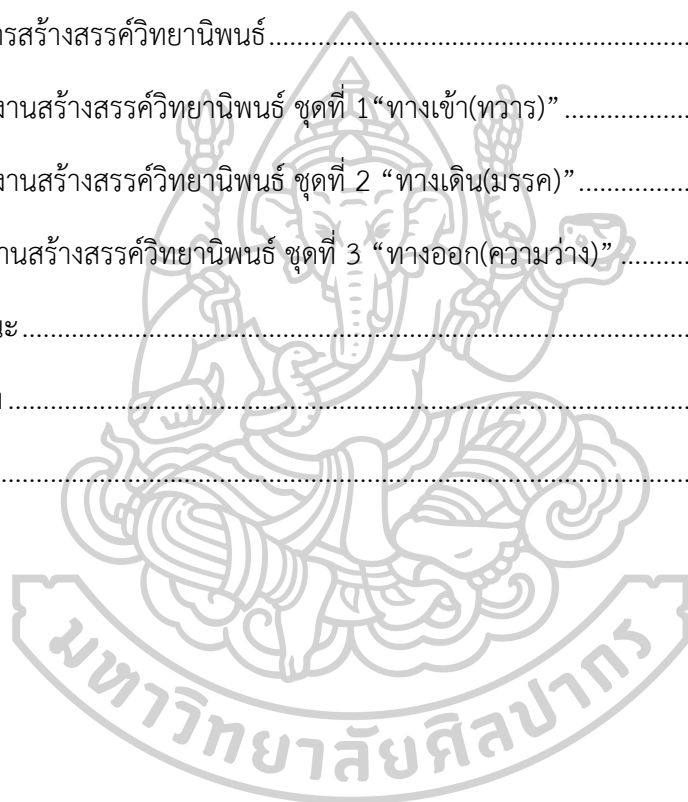 ารสร้างสรรค์วิทยานิพนธ์
งานสร้างสรรค์วิทยานิพนธ์ ชุดที่ 1“ทางเข้า(ทวาร)”
งานสร้างสรรค์วิทยานิพนธ์ ชุดที่ 2 “ทางเดิน(มรรค)”
านสร้างสรรค์วิทยานิพนธ์ ชุดที่ 3 “ทางออก(ความว่าง)”
มหาวิทยาลัยศิลปากร